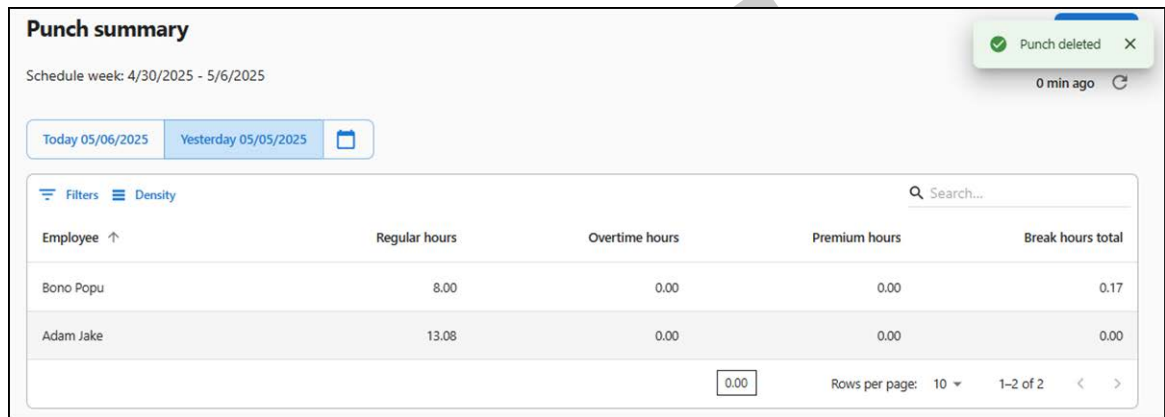 Punch summary
Punch deleted
Schedule week: 4/30/2025 - 5/6/2025
0 min ago
Today 05/06/2025 Yesterday 05/05/2025
Filters Density Search...
Employee Regular hours Overtime hours Premium hours Break hours total
Bono Popu 8.00 0.00 0.00 0.17
Adam Jake 13.08 0.00 0.00 0.00
0.00 Rows per page: 10 1–2 of 2